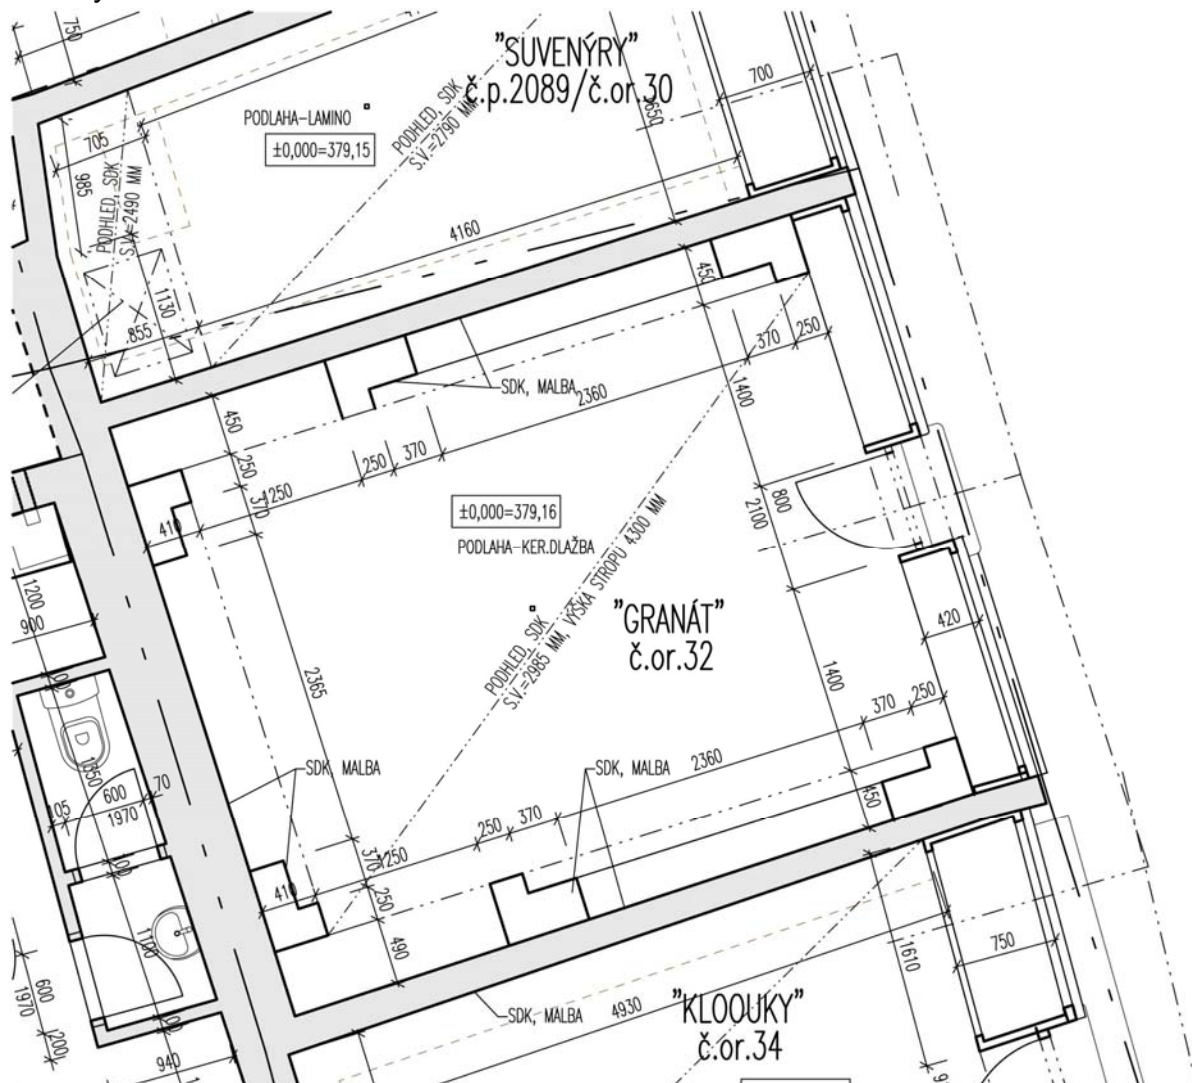 750
"SUVENÝRY"
č.p.2089/č.or.30
700
PODLAHA-LAMINO
±0,000=379,15
PODHLED, SDK
S.V.=2790 MM
705
985
PODHLED, SDK
S.V.=2490 MM
4160
1130
855
450
450
370
250
SDK, MALBA
2360
1400
250
370
1250
250
370
410
±0,000=379,16
PODLAHA-KER.DLAŽBA
800
2100
PODHLED, SDK
S.V.=2985 MM, VÝŠKA STROPU 4300 MM
"GRANÁT"
č.or.32
420
1200
900
2365
1400
370
250
SDK, MALBA
SDK, MALBA
2360
1350
105
600
1970
70
250
370
450
370
1250
410
250
490
1100
600
1970
200
940
SDK, MALBA
4930
"KLOOUKY"
č.or.34
1610
750